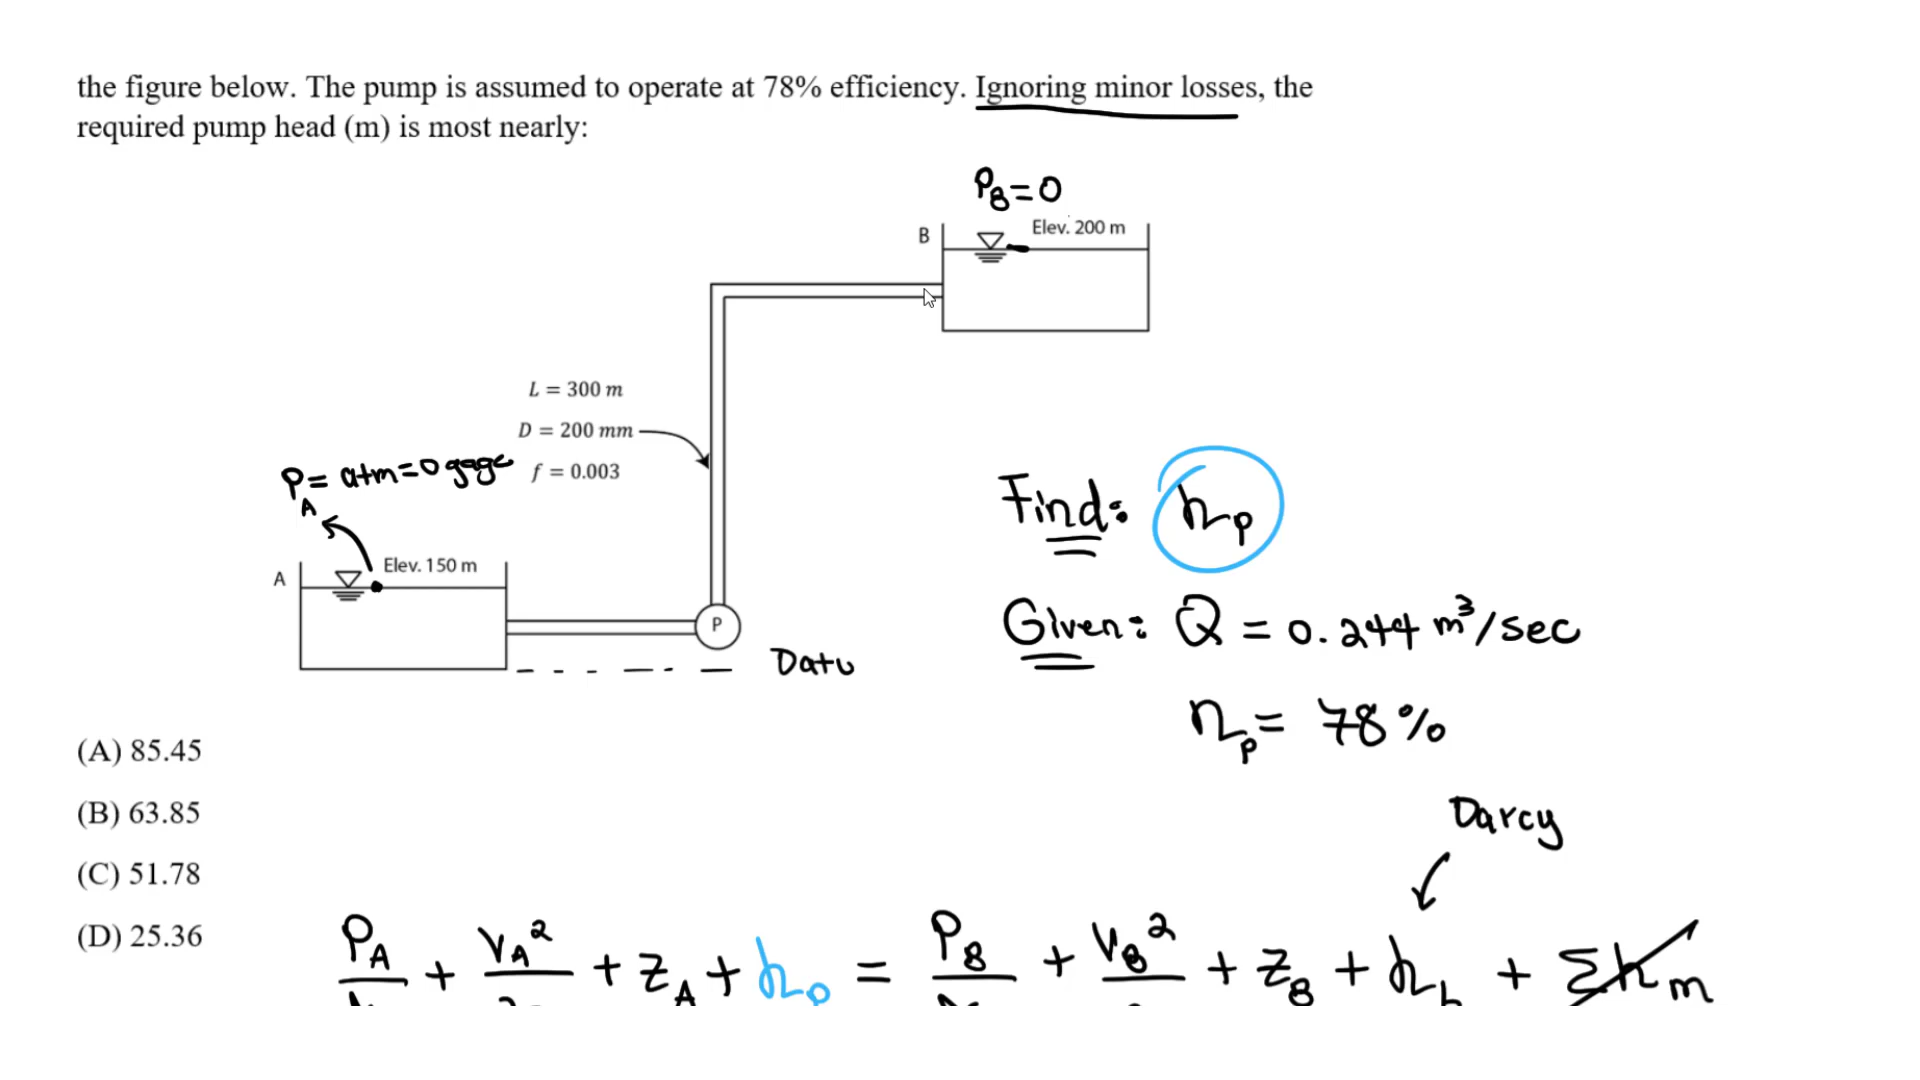 the figure below. The pump is assumed to operate at 78% efficiency. Ignoring minor losses, the
required pump head (m) is most nearly:
P_B = 0
B
Elev. 200 m
L = 300 m
D = 200 mm
f = 0.003
P_A = atm = 0 gage
A
Elev. 150 m
P
Datu
Find: h_p
Given: Q = 0.244 m³/sec
η_p = 78%
(A) 85.45
(B) 63.85
(C) 51.78
(D) 25.36
Darcy
P_A + V_A² + z_A + h_p = P_B + V_B² + z_B + h + Σh_m